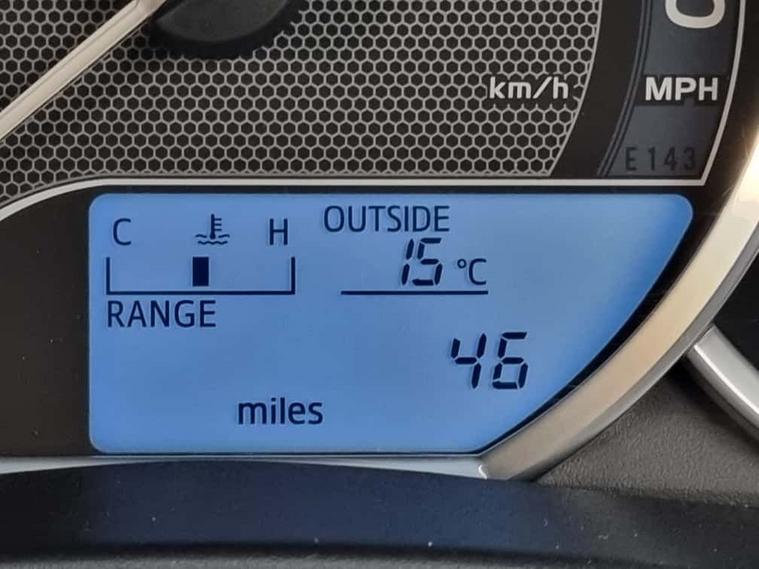 km/h
MPH
E143
C H OUTSIDE
15 °C
RANGE
46
miles